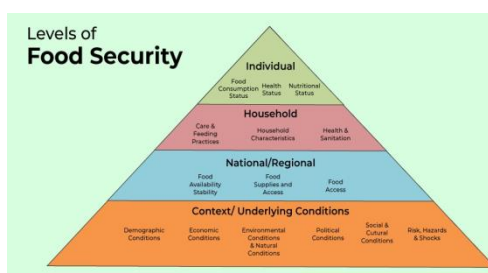 Levels of
Food Security
Individual
Food
Consumption
Status
Health
Status
Nutritional
Status
Household
Care &
Feeding
Practices
Household
Characteristics
Health &
Sanitation
National/Regional
Food
Availability
Stability
Food
Supplies and
Access
Food
Access
Context/ Underlying Conditions
Demographic
Conditions
Economic
Conditions
Environmental
Conditions
& Natural
Conditions
Political
Conditions
Social &
Cutural
Conditions
Risk, Hazards
& Shocks